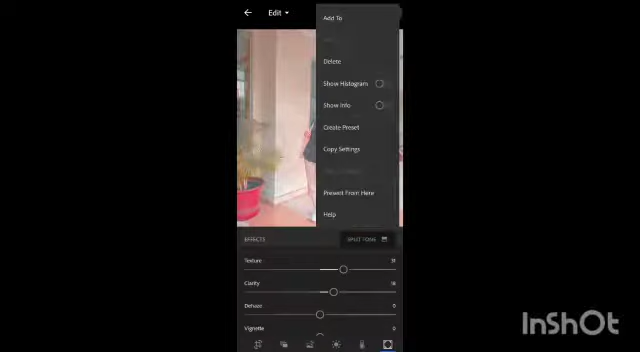 Edit
Add To
Delete
Show Histogram
Show Info
Create Preset
Copy Settings
Present From Here
Help
EFFECTS
SPLIT TONE
Texture
Clarity
Dehaze 0
Vignette 0
InShOt